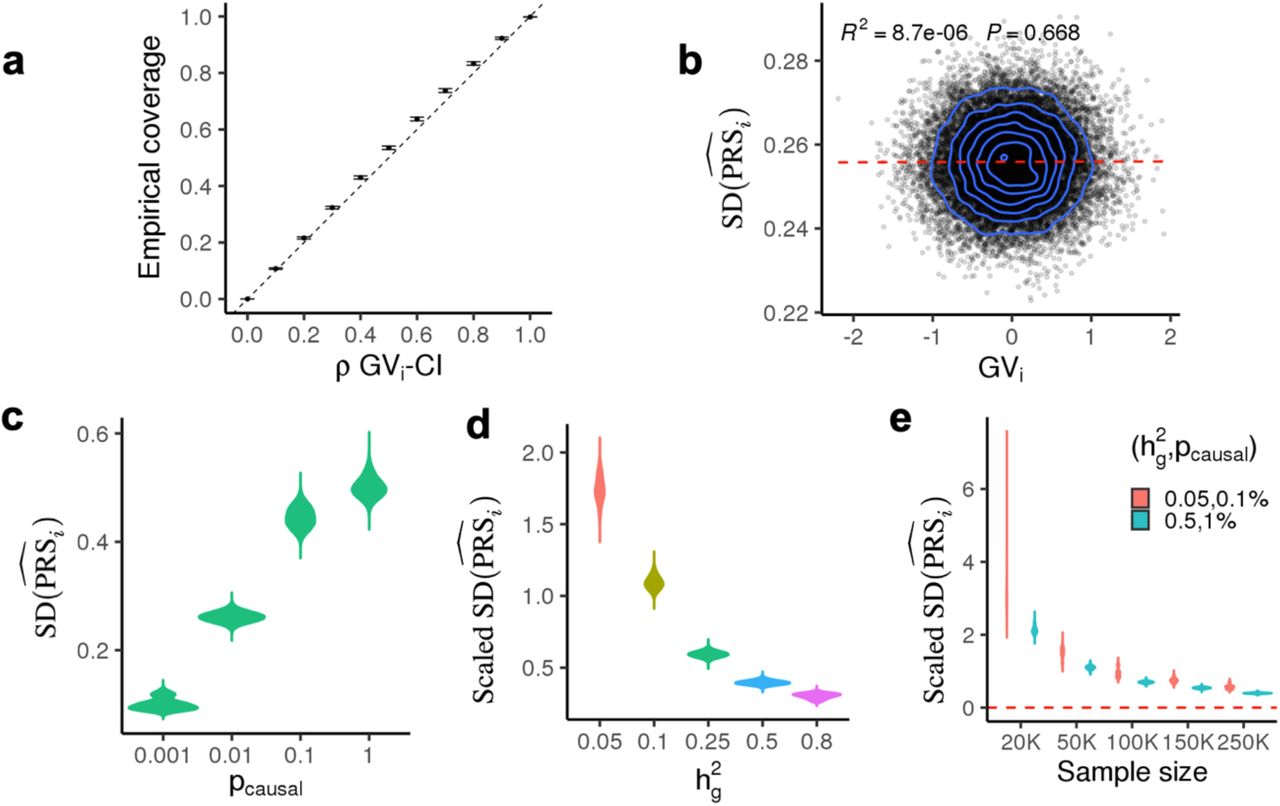 a
Empirical coverage
1.0
0.8
0.6
0.4
0.2
0.0
0.0 0.2 0.4 0.6 0.8 1.0
ρ GVᵢ-CI
b
R² = 8.7e-06 P = 0.668
SD(PRSᵢ)
0.28
0.26
0.24
0.22
-2 -1 0 1 2
GVᵢ
c
SD(PRSᵢ)
0.6
0.4
0.2
0.001 0.01 0.1 1
p_causal
d
Scaled SD(PRSᵢ)
2.0
1.5
1.0
0.5
0.05 0.1 0.25 0.5 0.8
h²_g
e
Scaled SD(PRSᵢ)
6
4
2
0
(h²_g,p_causal)
0.05,0.1%
0.5,1%
20K 50K 100K 150K 250K
Sample size